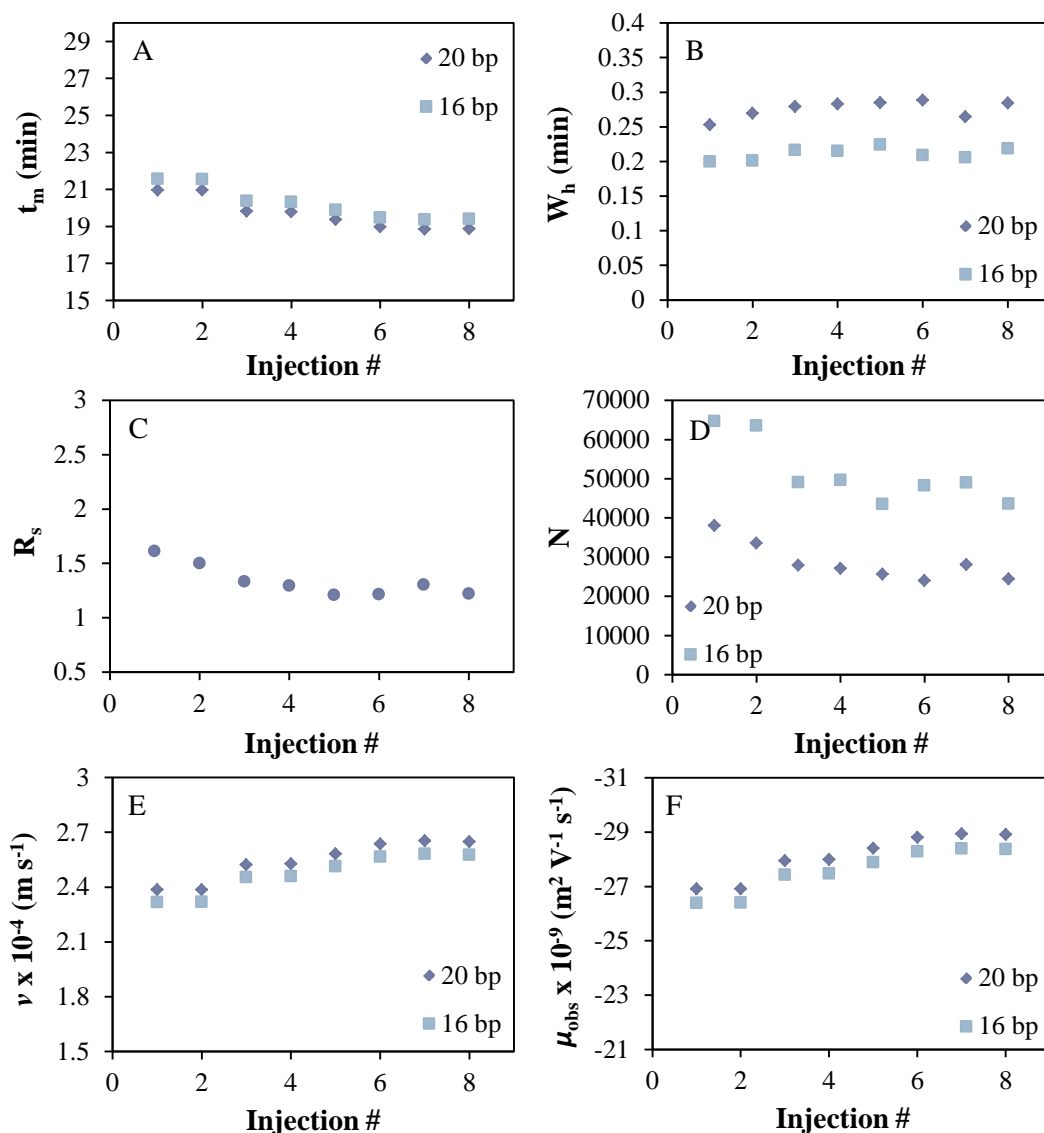 A
t_m (min)
29
27
25
23
21
19
17
15
0
2
4
6
8
Injection #
20 bp
16 bp
B
W_h (min)
0.4
0.35
0.3
0.25
0.2
0.15
0.1
0.05
0
0
2
4
6
8
Injection #
20 bp
16 bp
C
R_s
3
2.5
2
1.5
1
0.5
0
2
4
6
8
Injection #
D
N
70000
60000
50000
40000
30000
20000
10000
0
0
2
4
6
8
Injection #
20 bp
16 bp
E
v x 10⁻⁴ (m s⁻¹)
3
2.7
2.4
2.1
1.8
1.5
0
2
4
6
8
Injection #
20 bp
16 bp
F
μ_obs x 10⁻⁹ (m² V⁻¹ s⁻¹)
-31
-29
-27
-25
-23
-21
0
2
4
6
8
Injection #
20 bp
16 bp